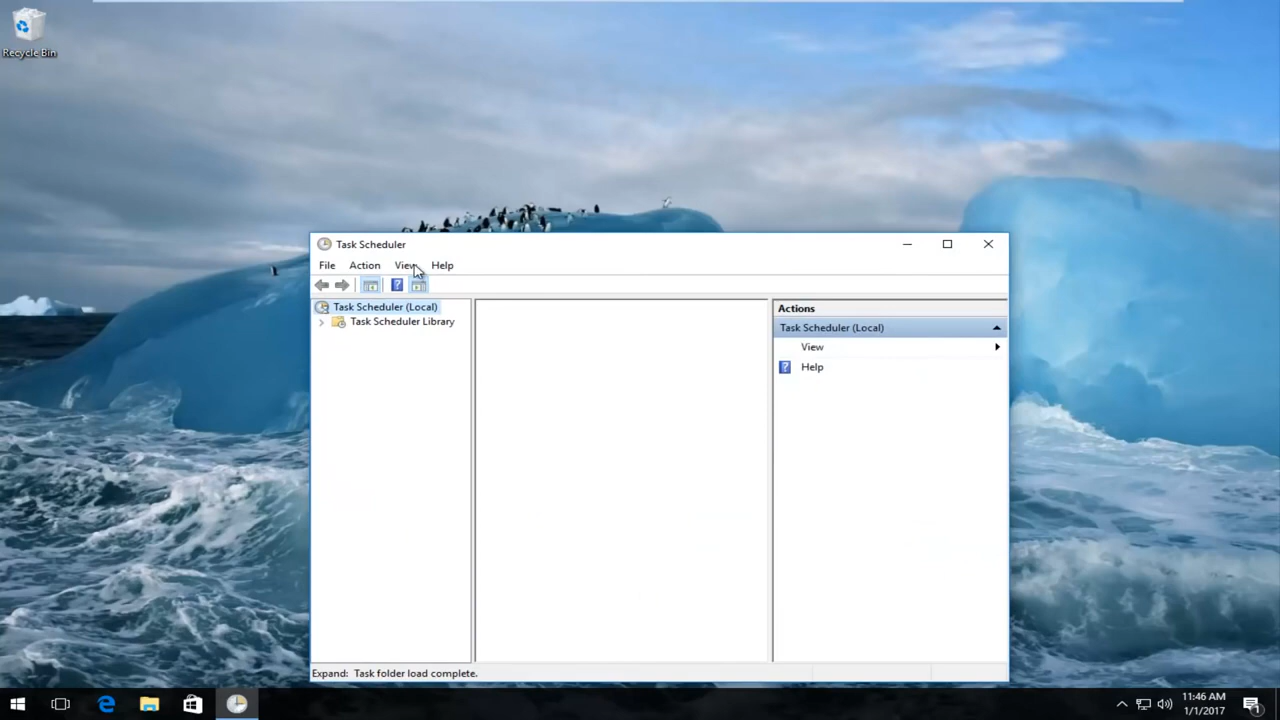 Recycle Bin
Task Scheduler
File Action View Help
Task Scheduler (Local)
Task Scheduler Library
Actions
Task Scheduler (Local)
View
Help
Expand: Task folder load complete.
11:46 AM
1/1/2017
1